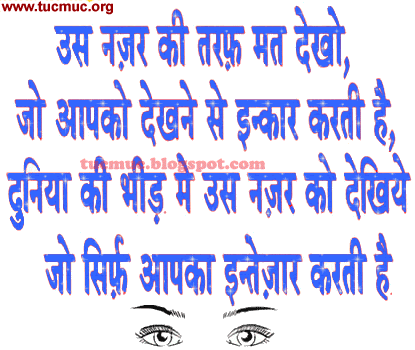 www.tucmuc.org
उस नज़र की तरफ़ मत देखो,
जो आपको देखने से इन्कार करती है,
tucmuc.blogspot.com
दुनिया की भीड़ मे उस नज़र को देखिये
जो सिर्फ़ आपका इन्तेज़ार करती है